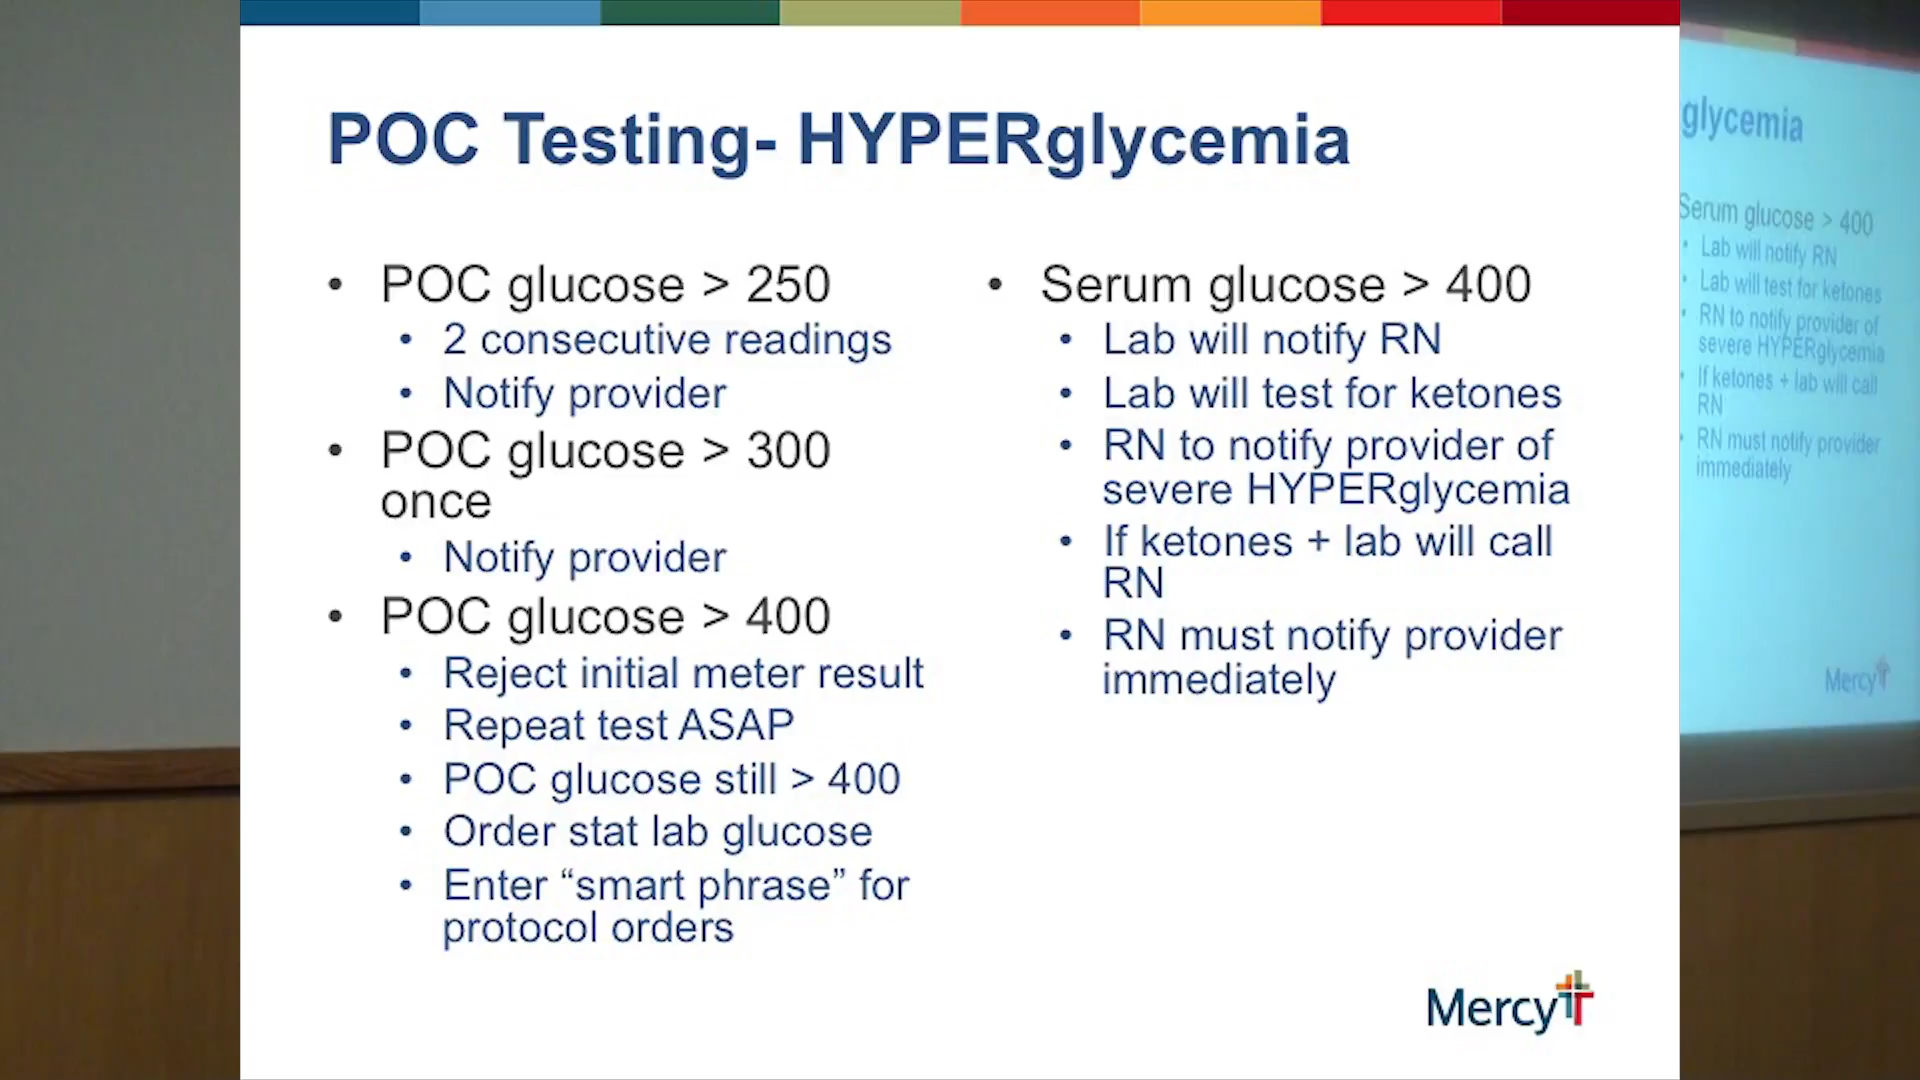 POC Testing- HYPERglycemia
• POC glucose > 250
• 2 consecutive readings
• Notify provider
• POC glucose > 300
once
• Notify provider
• POC glucose > 400
• Reject initial meter result
• Repeat test ASAP
• POC glucose still > 400
• Order stat lab glucose
• Enter “smart phrase” for
protocol orders
• Serum glucose > 400
• Lab will notify RN
• Lab will test for ketones
• RN to notify provider of
severe HYPERglycemia
• If ketones + lab will call
RN
• RN must notify provider
immediately
Mercy
glycemia
Serum glucose > 400
• Lab will notify RN
• Lab will test for ketones
• RN to notify provider of
severe HYPERglycemia
• If ketones + lab will call
RN
• RN must notify provider
immediately
Mercy